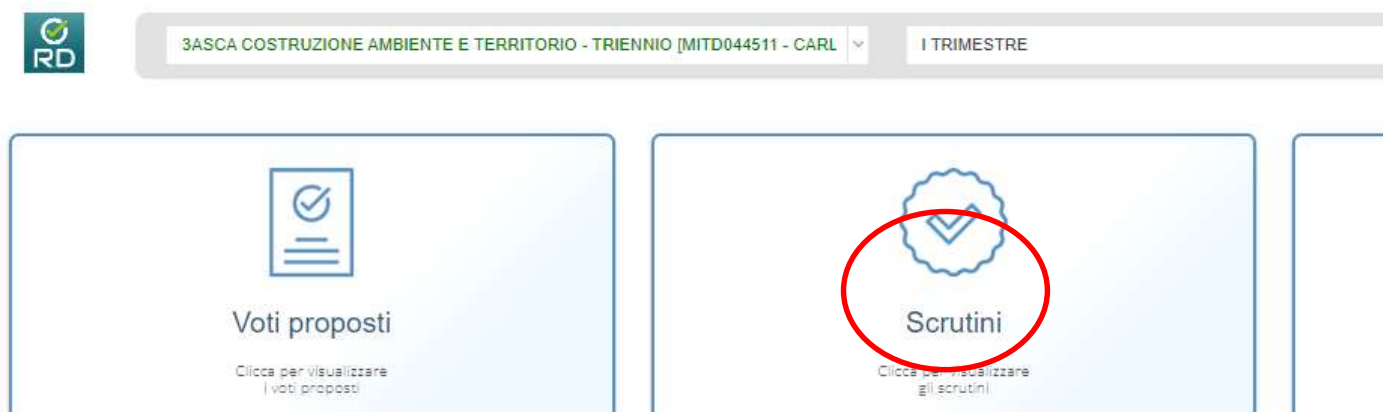 RD
3ASCA COSTRUZIONE AMBIENTE E TERRITORIO - TRIENNIO [MITD044511 - CARL
I TRIMESTRE
Voti proposti
Clicca per visualizzare
i voti proposti
Scrutini
Clicca per visualizzare
gli scrutini